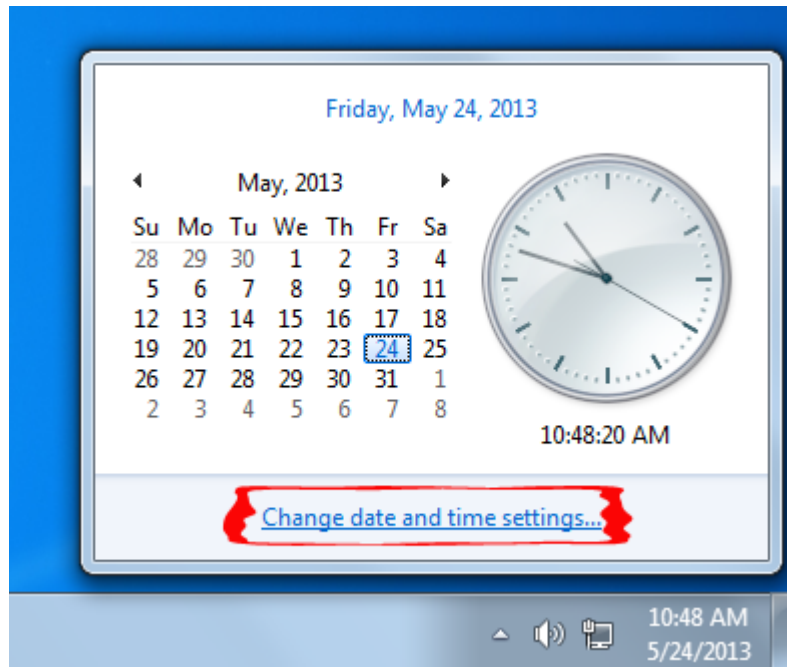 Friday, May 24, 2013
May, 2013
Su Mo Tu We Th Fr Sa
28 29 30 1 2 3 4
5 6 7 8 9 10 11
12 13 14 15 16 17 18
19 20 21 22 23 24 25
26 27 28 29 30 31 1
2 3 4 5 6 7 8
10:48:20 AM
Change date and time settings...
10:48 AM
5/24/2013